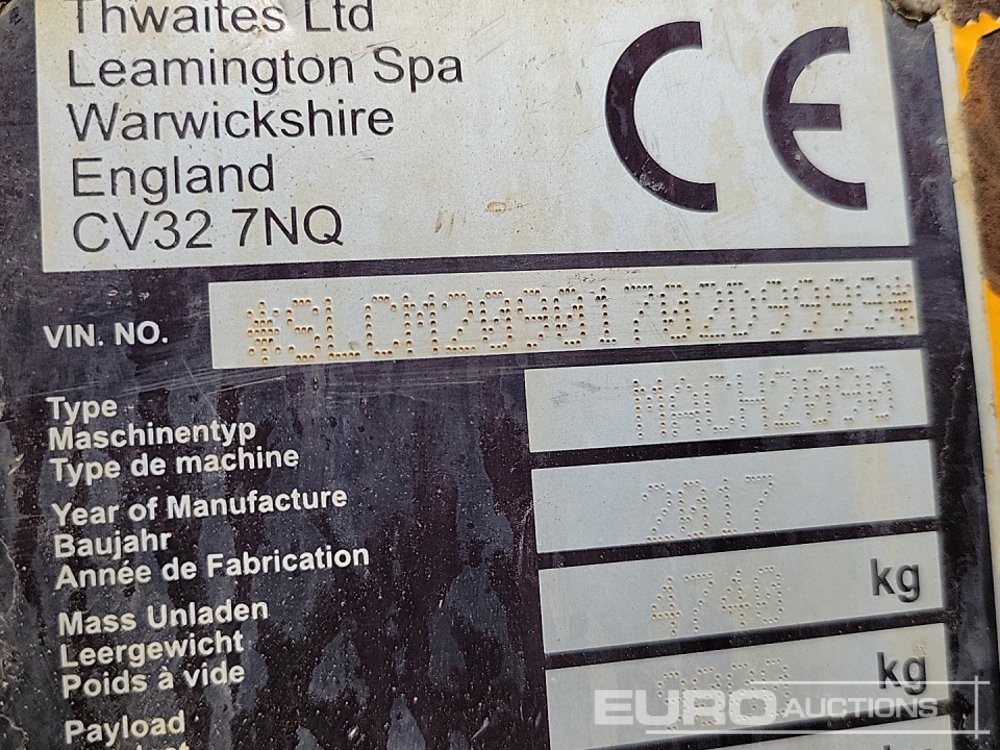 Thwaites Ltd
Leamington Spa
Warwickshire
England
CV32 7NQ
CE
VIN. NO. *SLCM20901702D9999*
Type MACH2090
Maschinentyp
Type de machine
Year of Manufacture 2017
Baujahr
Année de Fabrication
Mass Unladen 4740 kg
Leergewicht
Poids à vide
Payload kg
EURO AUCTIONS